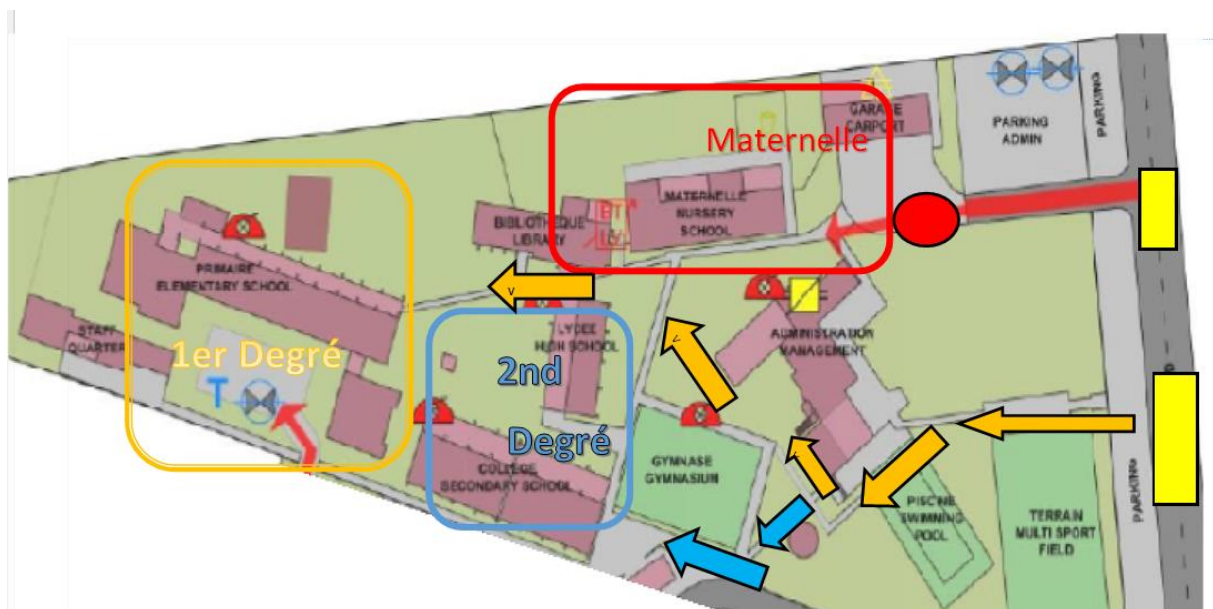 GARAGE
CARPORT
PARKING
ADMIN
PARKING
Maternelle
MATERNELLE
NURSERY
SCHOOL
BIBLIOTHEQUE
LIBRARY
PRIMAIRE
ELEMENTARY SCHOOL
STAFF
QUARTER
1er Degré
T
LYCEE
HIGH SCHOOL
2nd
Degré
ADMINISTRATION
MANAGEMENT
COLLEGE
SECONDARY SCHOOL
GYMNASE
GYMNASIUM
PISCINE
SWIMMING
POOL
TERRAIN
MULTI SPORT
FIELD
PARKING